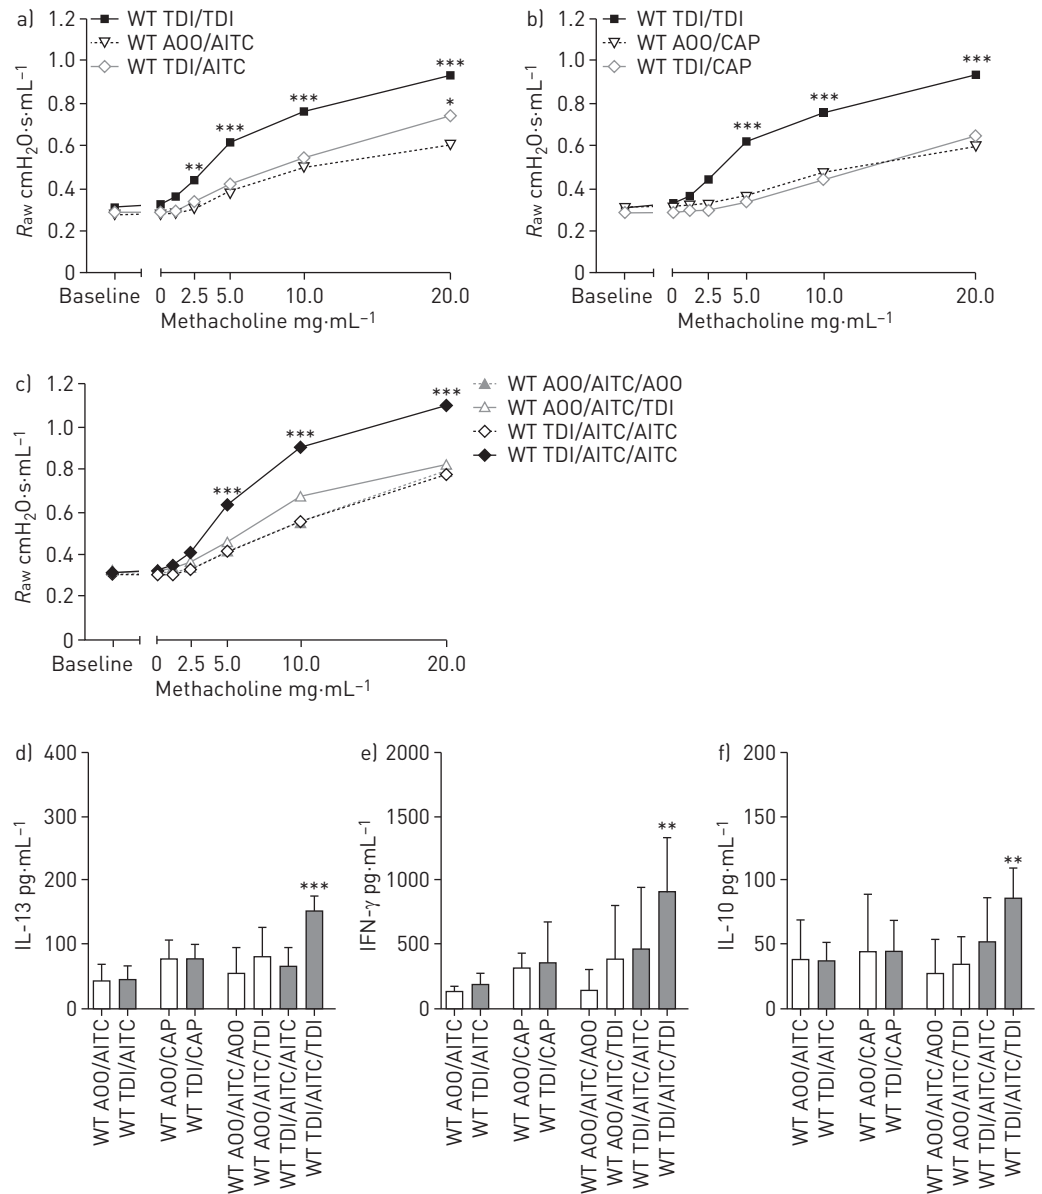 a)
1.2
1.0
0.8
0.6
0.4
0.2
0
Raw cmH2O·s·mL–1
WT TDI/TDI
WT AOO/AITC
WT TDI/AITC
**
***
***
***
*
Baseline 0 2.5 5.0 10.0 20.0
Methacholine mg·mL–1
b)
1.2
1.0
0.8
0.6
0.4
0.2
0
Raw cmH2O·s·mL–1
WT TDI/TDI
WT AOO/CAP
WT TDI/CAP
***
***
***
Baseline 0 2.5 5.0 10.0 20.0
Methacholine mg·mL–1
c)
1.2
1.0
0.8
0.6
0.4
0.2
0
Raw cmH2O·s·mL–1
***
***
***
Baseline 0 2.5 5.0 10.0 20.0
Methacholine mg·mL–1
WT AOO/AITC/AOO
WT AOO/AITC/TDI
WT TDI/AITC/AITC
WT TDI/AITC/AITC
d)
400
300
200
100
0
IL-13 pg·mL–1
***
WT AOO/AITC
WT TDI/AITC
WT AOO/CAP
WT TDI/CAP
WT AOO/AITC/AOO
WT AOO/AITC/TDI
WT TDI/AITC/AITC
WT TDI/AITC/TDI
e)
2000
1500
1000
500
0
IFN-γ pg·mL–1
**
WT AOO/AITC
WT TDI/AITC
WT AOO/CAP
WT TDI/CAP
WT AOO/AITC/AOO
WT AOO/AITC/TDI
WT TDI/AITC/AITC
WT TDI/AITC/TDI
f)
200
150
100
50
0
IL-10 pg·mL–1
**
WT AOO/AITC
WT TDI/AITC
WT AOO/CAP
WT TDI/CAP
WT AOO/AITC/AOO
WT AOO/AITC/TDI
WT TDI/AITC/AITC
WT TDI/AITC/TDI